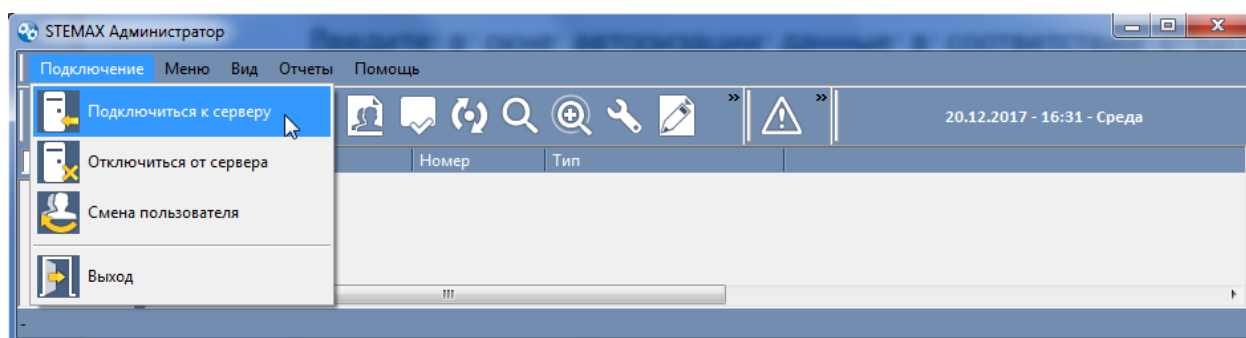 STEMAX Администратор
Подключение Меню Вид Отчеты Помощь
Подключиться к серверу
20.12.2017 - 16:31 - Среда
Отключиться от сервера
Номер Тип
Смена пользователя
Выход
-